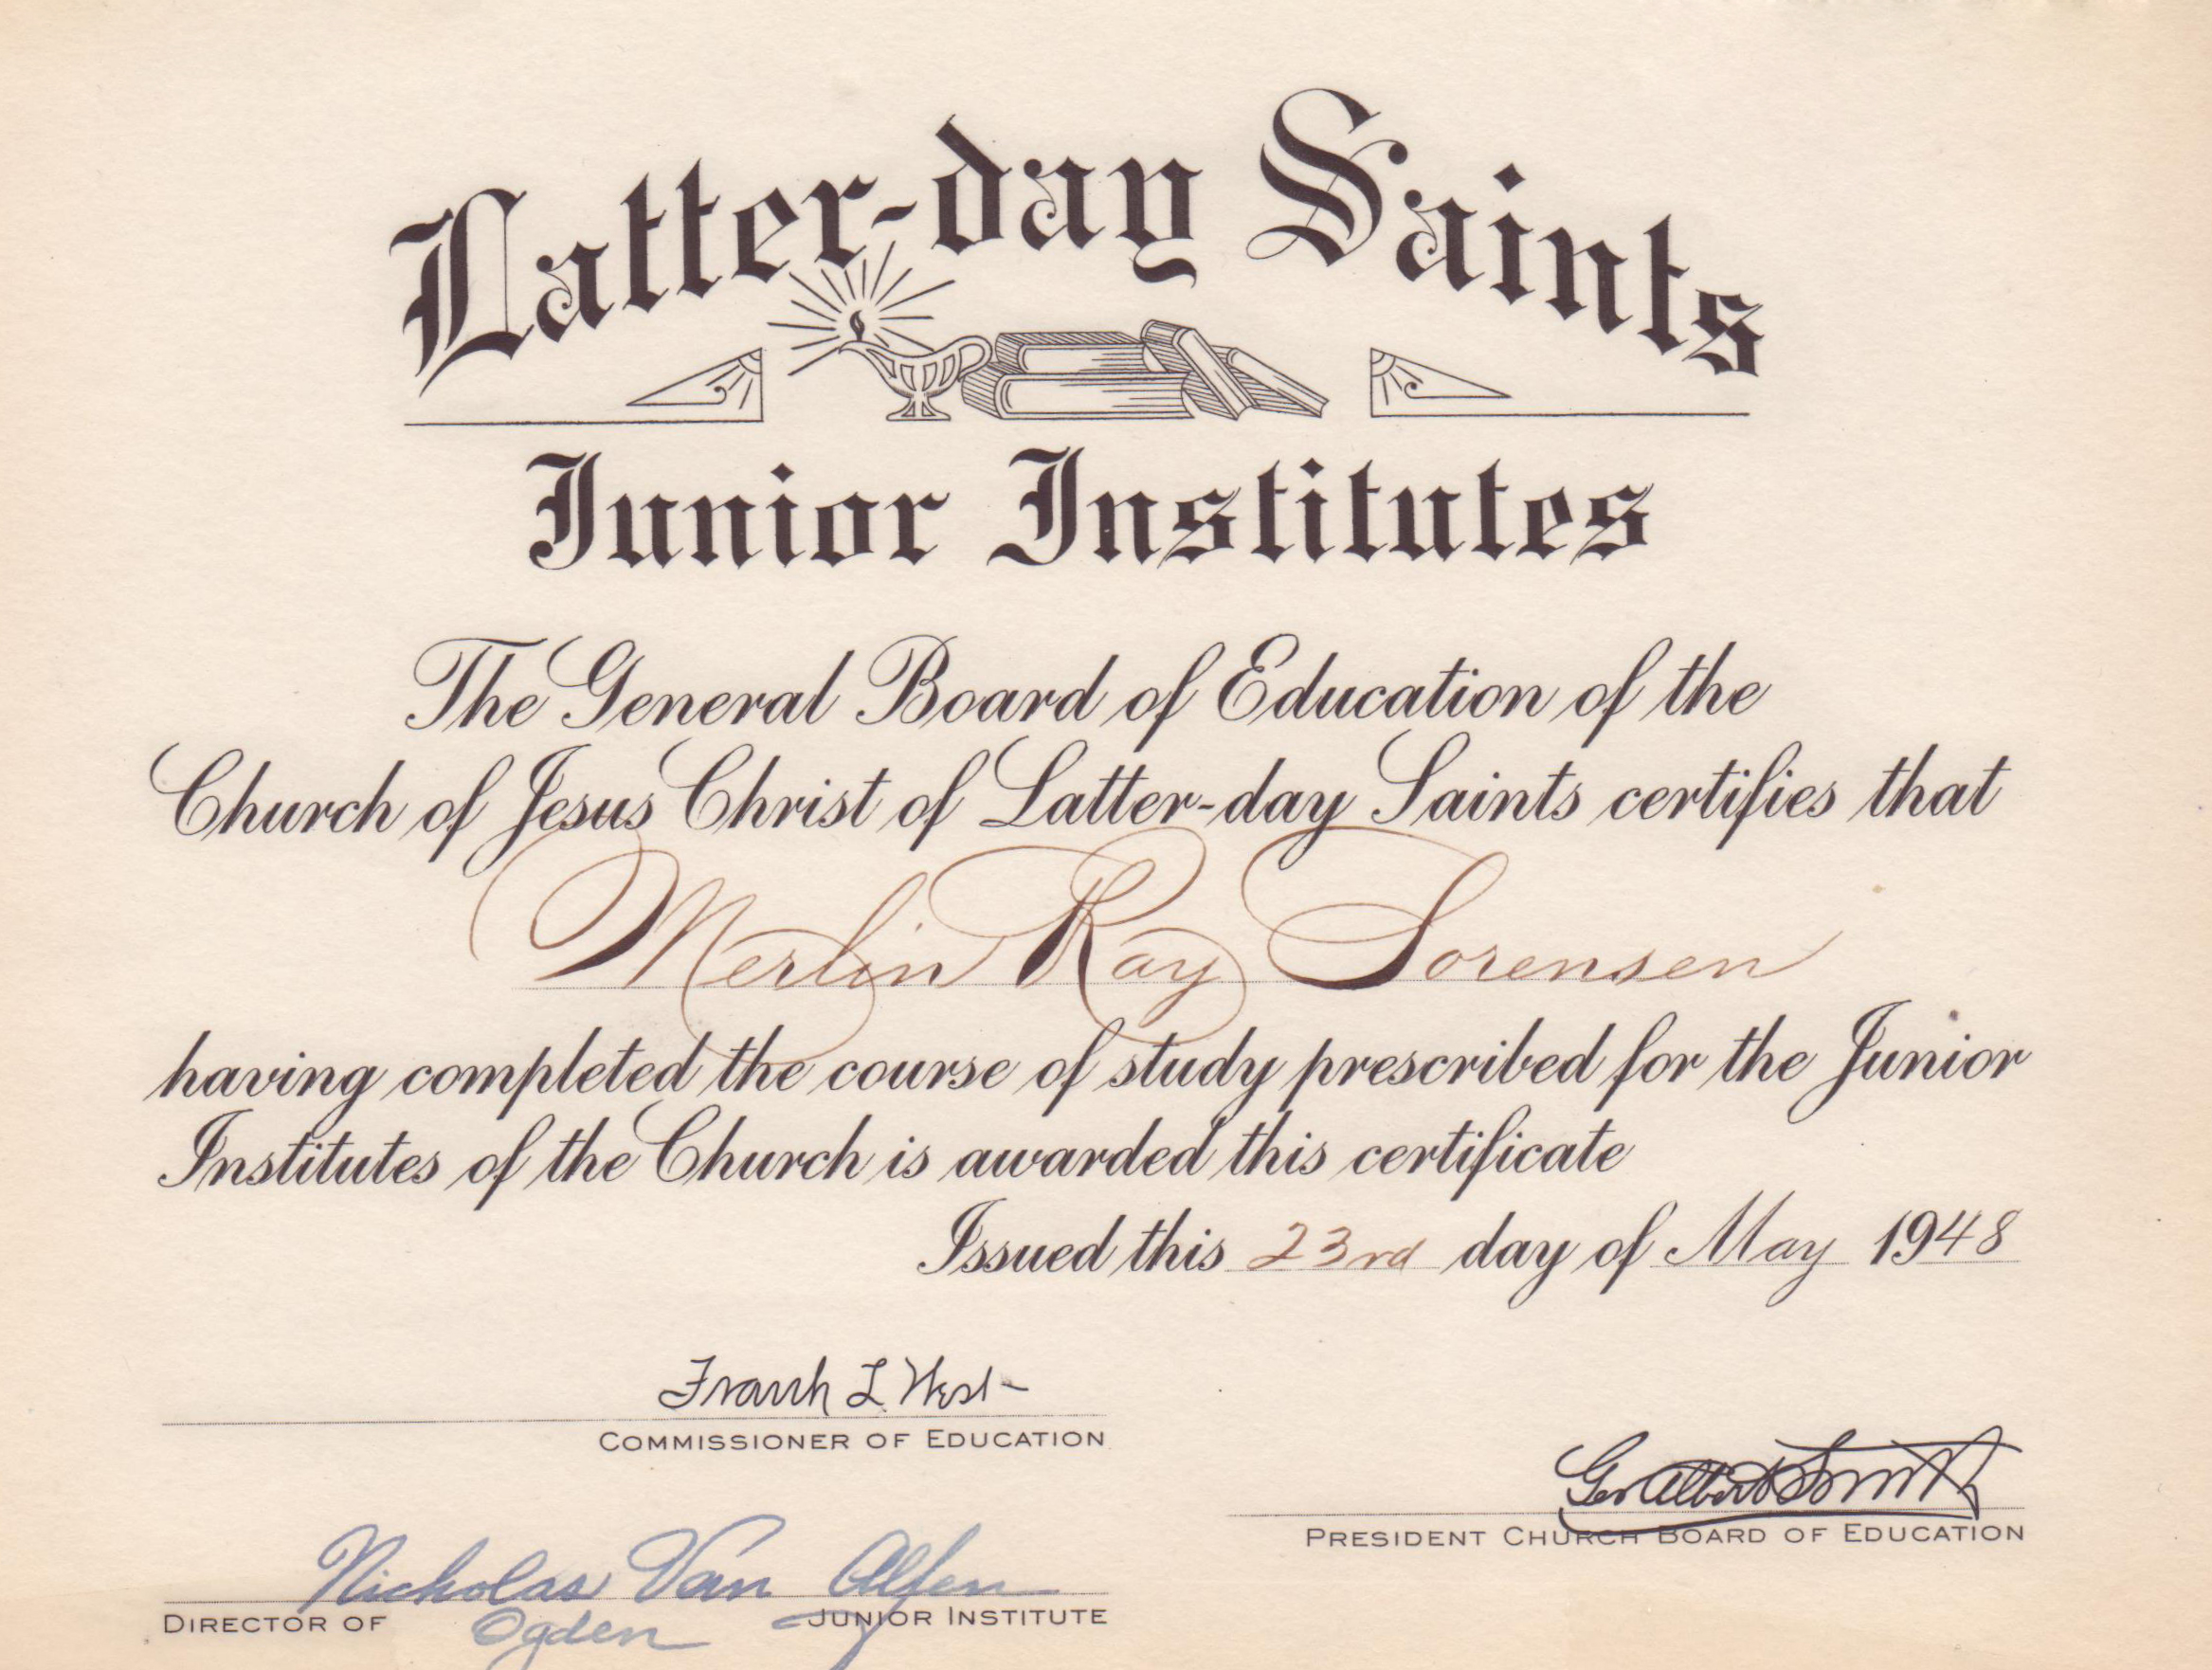 Latter-day Saints
Junior Institutes
The General Board of Education of the
Church of Jesus Christ of Latter-day Saints certifies that
Merlin Ray Sorensen
having completed the course of study prescribed for the Junior
Institutes of the Church is awarded this certificate
Issued this 23rd day of May 1948
Frank L West
COMMISSIONER OF EDUCATION
Geo Albert Smith
PRESIDENT CHURCH BOARD OF EDUCATION
Nicholas Van Alfen
DIRECTOR OF Ogden JUNIOR INSTITUTE